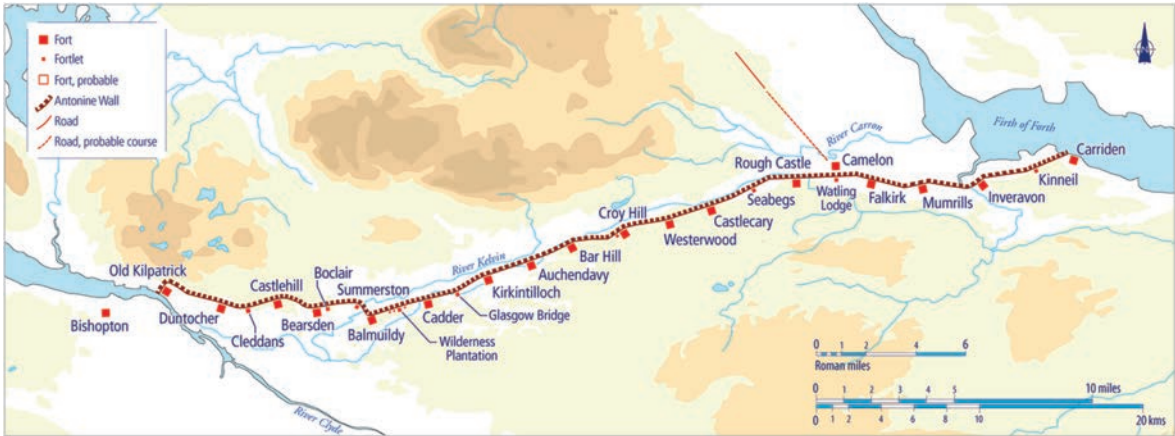 Fort
Fortlet
Fort, probable
Antonine Wall
Road
Road, probable course
N
River Carron
Firth of Forth
Rough Castle
Camelon
Carriden
Seabegs
Watling
Lodge
Falkirk
Mumrills
Inveravon
Kinneil
Croy Hill
Castlecary
Westerwood
Bar Hill
Auchendavy
River Kelvin
Kirkintilloch
Glasgow Bridge
Old Kilpatrick
Castlehill
Boclair
Summerston
Cadder
Bishopton
Duntocher
Cleddans
Bearsden
Balmuildy
Wilderness
Plantation
River Clyde
0 1 2 4 6
Roman miles
0 1 2 3 4 5 10 miles
0 1 2 4 6 8 10 20 kms